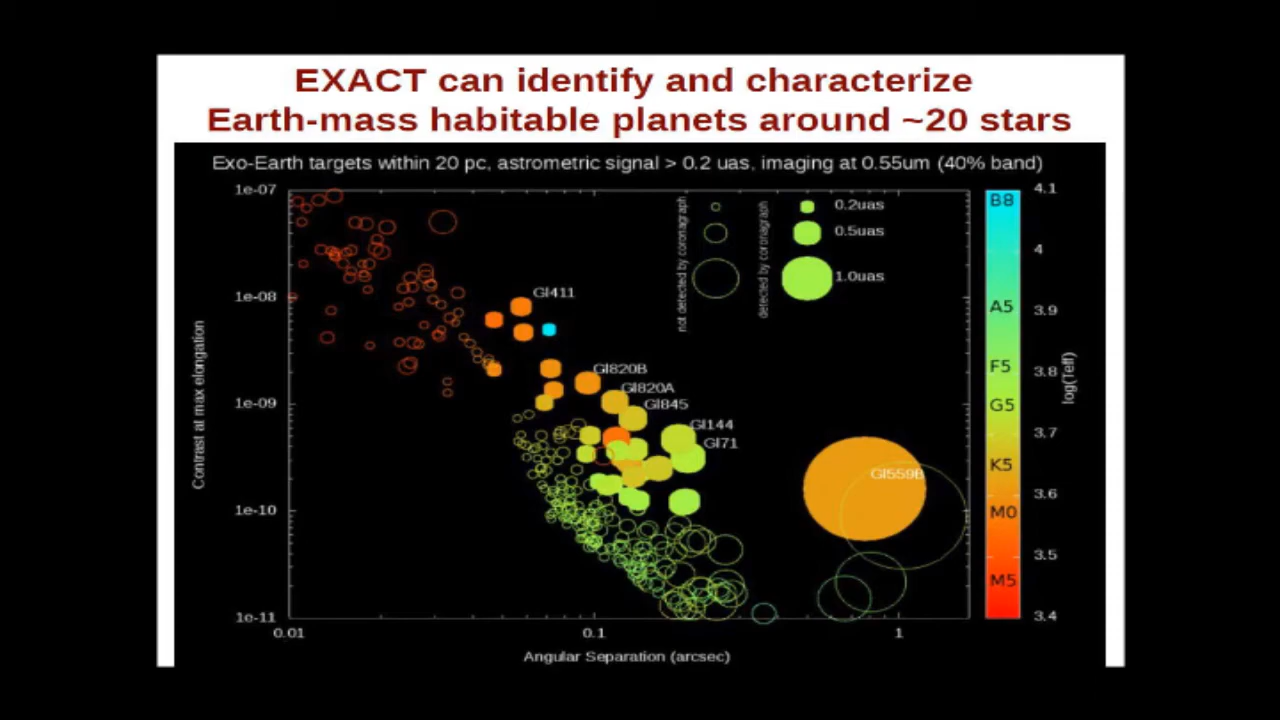 EXACT can identify and characterize
Earth-mass habitable planets around ~20 stars
Exo-Earth targets within 20 pc, astrometric signal > 0.2 uas, imaging at 0.55um (40% band)
1e-07
1e-08
1e-09
1e-10
1e-11
Contrast at max elongation
0.01
0.1
1
Angular Separation (arcsec)
not detected by coronagraph
detected by coronagraph
0.2uas
0.5uas
1.0uas
Gl411
Gl820B
Gl820A
Gl845
Gl144
Gl71
Gl559B
B8
A5
F5
G5
K5
M0
M5
4.1
4
3.9
3.8
3.7
3.6
3.5
3.4
log(Teff)